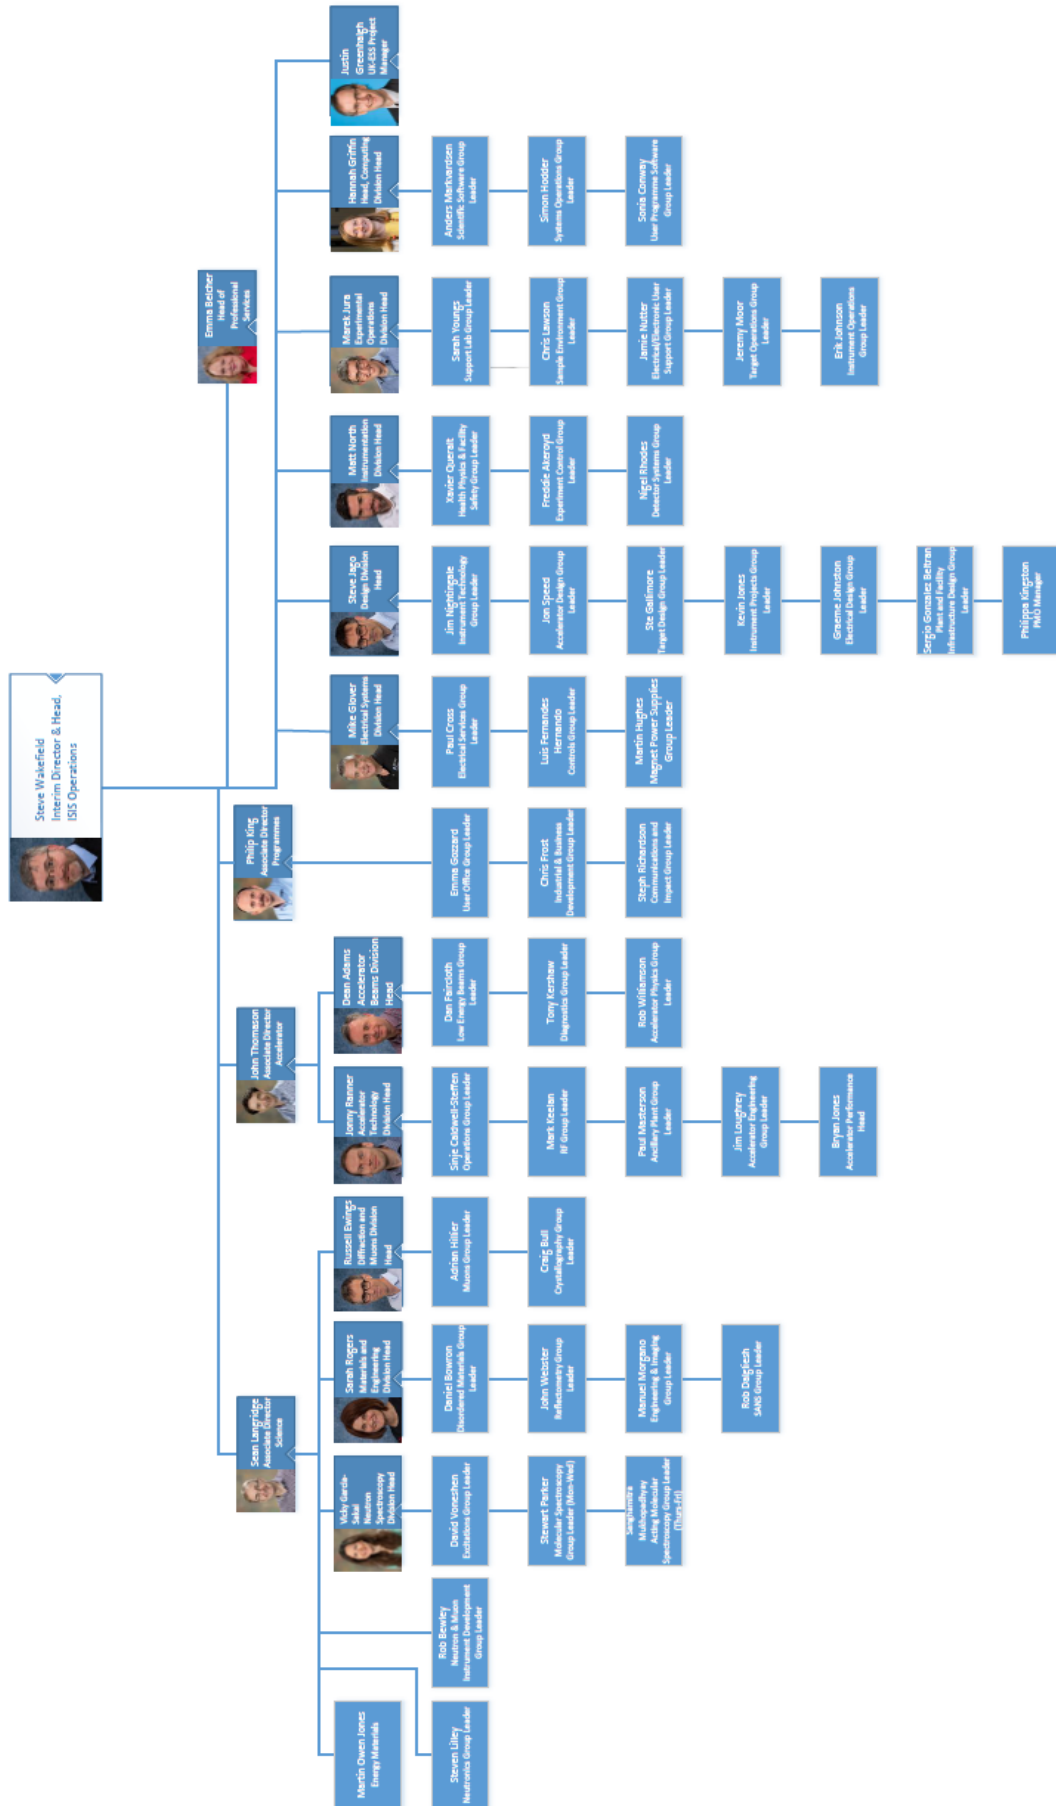 Steve Wakefield
Interim Director & Head,
ISIS Operations
Emma Belcher
Head of
Professional
Services
Sean Langridge
Associate Director
Science
John Thomason
Associate Director
Accelerator
Philip King
Associate Director
Programmes
Martin Owen Jones
Energy Materials
Steven Lilley
Neutronics Group Leader
Rob Bewley
Neutron & Muon
Instrument Development
Group Leader
Vicky Garcia-
Sakai
Neutron
Spectroscopy
Division Head
David Voneshen
Excitations Group Leader
Stewart Parker
Molecular Spectroscopy
Group Leader (Mon-Wed)
Sanghamitra
Mukhopadhyay
Acting Molecular
Spectroscopy Group Leader
(Thurs-Fri)
Sarah Rogers
Materials and
Engineering
Division Head
Daniel Bowron
Disordered Materials Group
Leader
John Webster
Reflectometry Group
Leader
Manuel Morgano
Engineering & Imaging
Group Leader
Rob Dalgliesh
SANS Group Leader
Russell Ewings
Diffraction and
Muons Division
Head
Adrian Hillier
Muons Group Leader
Craig Bull
Crystallography Group
Leader
Jonny Ranner
Accelerator
Technology
Division Head
Sinje Caldwell-Steffen
Operations Group Leader
Mark Keelan
RF Group Leader
Paul Masterson
Ancillary Plant Group
Leader
Jim Loughrey
Accelerator Engineering
Group Leader
Bryan Jones
Accelerator Performance
Head
Dean Adams
Accelerator
Beams Division
Head
Dan Faircloth
Low Energy Beams Group
Leader
Tony Kershaw
Diagnostics Group Leader
Rob Williamson
Accelerator Physics Group
Leader
Emma Gozzard
User Office Group Leader
Chris Frost
Industrial & Business
Development Group Leader
Steph Richardson
Communications and
Impact Group Leader
Mike Glover
Electrical Systems
Division Head
Paul Cross
Electrical Services Group
Leader
Luis Fernandes
Hernando
Controls Group Leader
Martin Hughes
Magnet Power Supplies
Group Leader
Steve Jago
Design Division
Head
Jim Nightingale
Instrument Technology
Group Leader
Jon Speed
Accelerator Design Group
Leader
Ste Gallimore
Target Design Group Leader
Kevin Jones
Instrument Projects Group
Leader
Graeme Johnston
Electrical Design Group
Leader
Sergio Gonzalez Beltran
Plant and Facility
Infrastructure Design Group
Leader
Philippa Kingston
PMO Manager
Matt North
Instrumentation
Division Head
Xavier Queralt
Health Physics & Facility
Safety Group Leader
Freddie Akeroyd
Experiment Control Group
Leader
Nigel Rhodes
Detector Systems Group
Leader
Marek Jura
Experimental
Operations
Division Head
Sarah Youngs
Support Lab Group Leader
Chris Lawson
Sample Environment Group
Leader
Jamie Nutter
Electrical/Electronic User
Support Group Leader
Jeremy Moor
Target Operations Group
Leader
Erik Johnson
Instrument Operations
Group Leader
Hannah Griffin
Head, Computing
Division Head
Anders Markvardsen
Scientific Software Group
Leader
Simon Hodder
Systems Operations Group
Leader
Sonia Conway
User Programme Software
Group Leader
Justin
Greenhalgh
UK-ESS Project
Manager